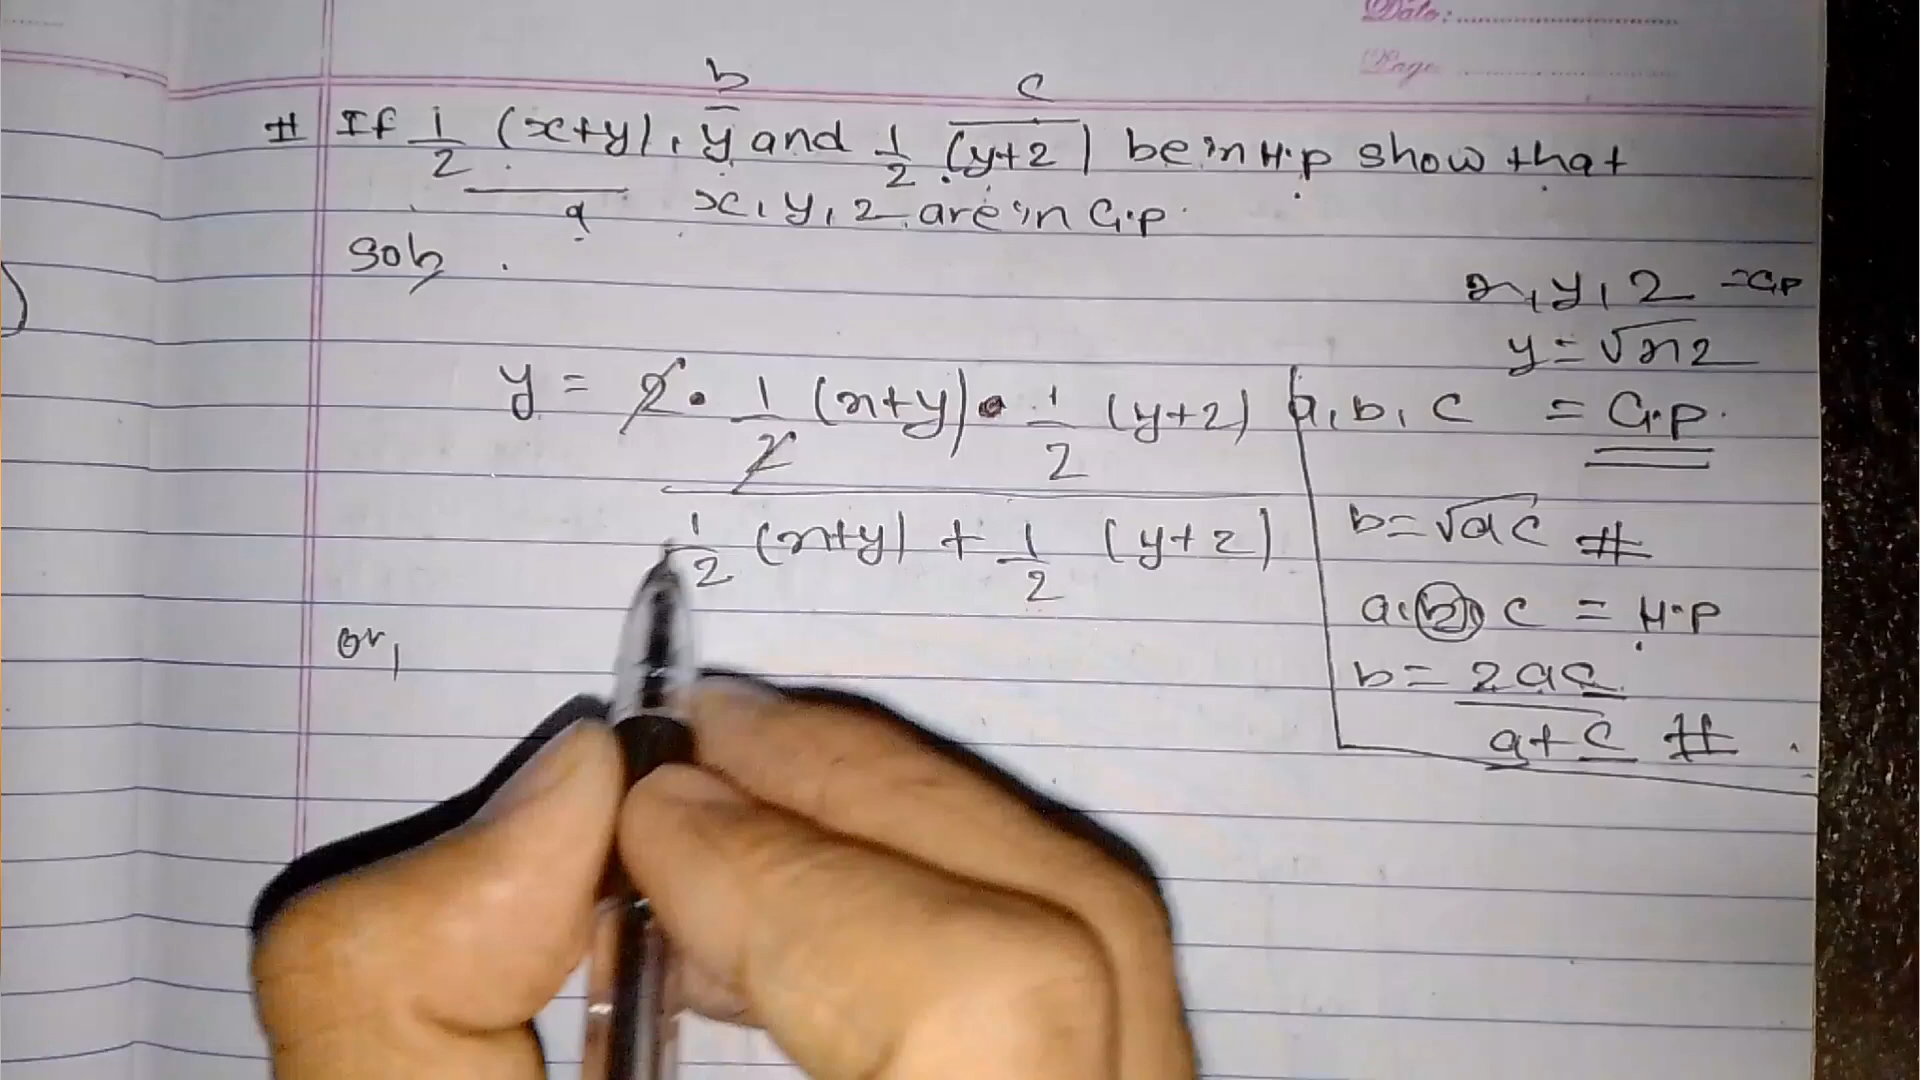 Date:
Page
b
c
# If 1/2 (x+y), y and 1/2 (y+z) be in H.p show that
a
x, y, z are in G.p.
Soln
x, y, z = G.P
y = √xz
y = 2 · 1/2 (x+y) · 1/2 (y+z)
1/2 (x+y) + 1/2 (y+z)
or,
a, b, c = G.p.
b = √ac #
a, b, c = H.p
b = 2ac
a+c #